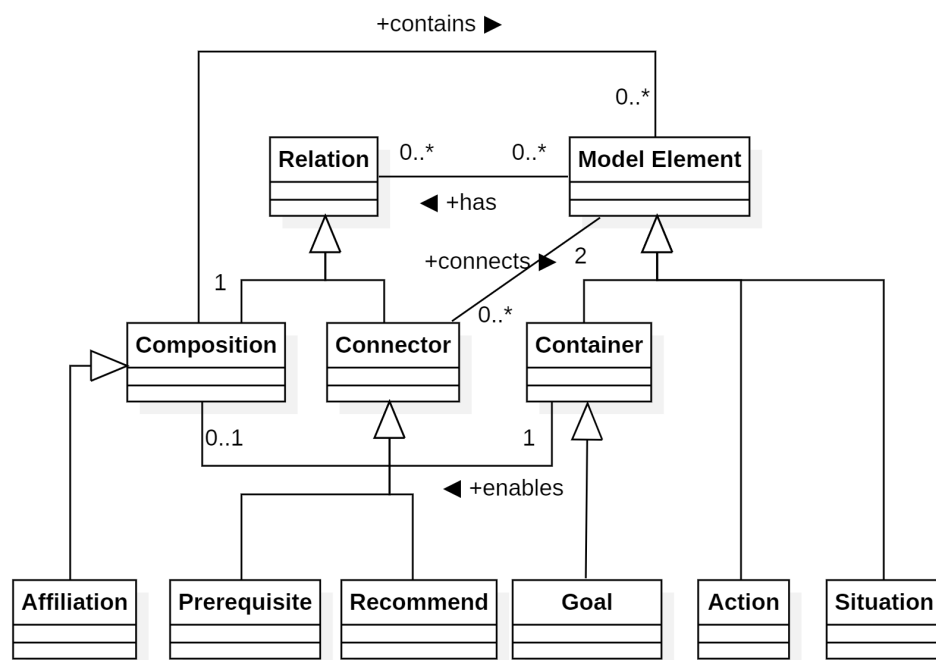 +contains ►
0..*
Relation
0..*
0..*
Model Element
◄ +has
+connects ►
2
1
0..*
Composition
Connector
Container
0..1
1
◄ +enables
Affiliation
Prerequisite
Recommend
Goal
Action
Situation